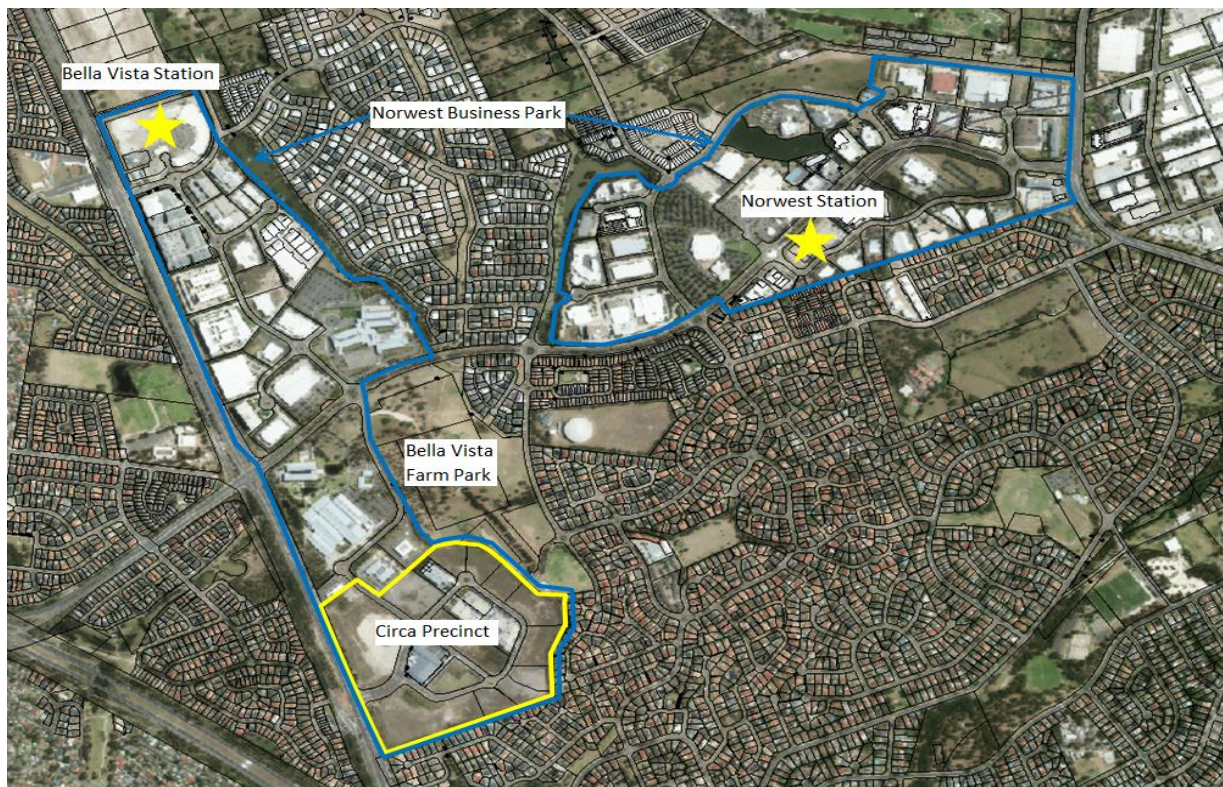 Bella Vista Station
Norwest Business Park
Norwest Station
Bella Vista
Farm Park
Circa Precinct